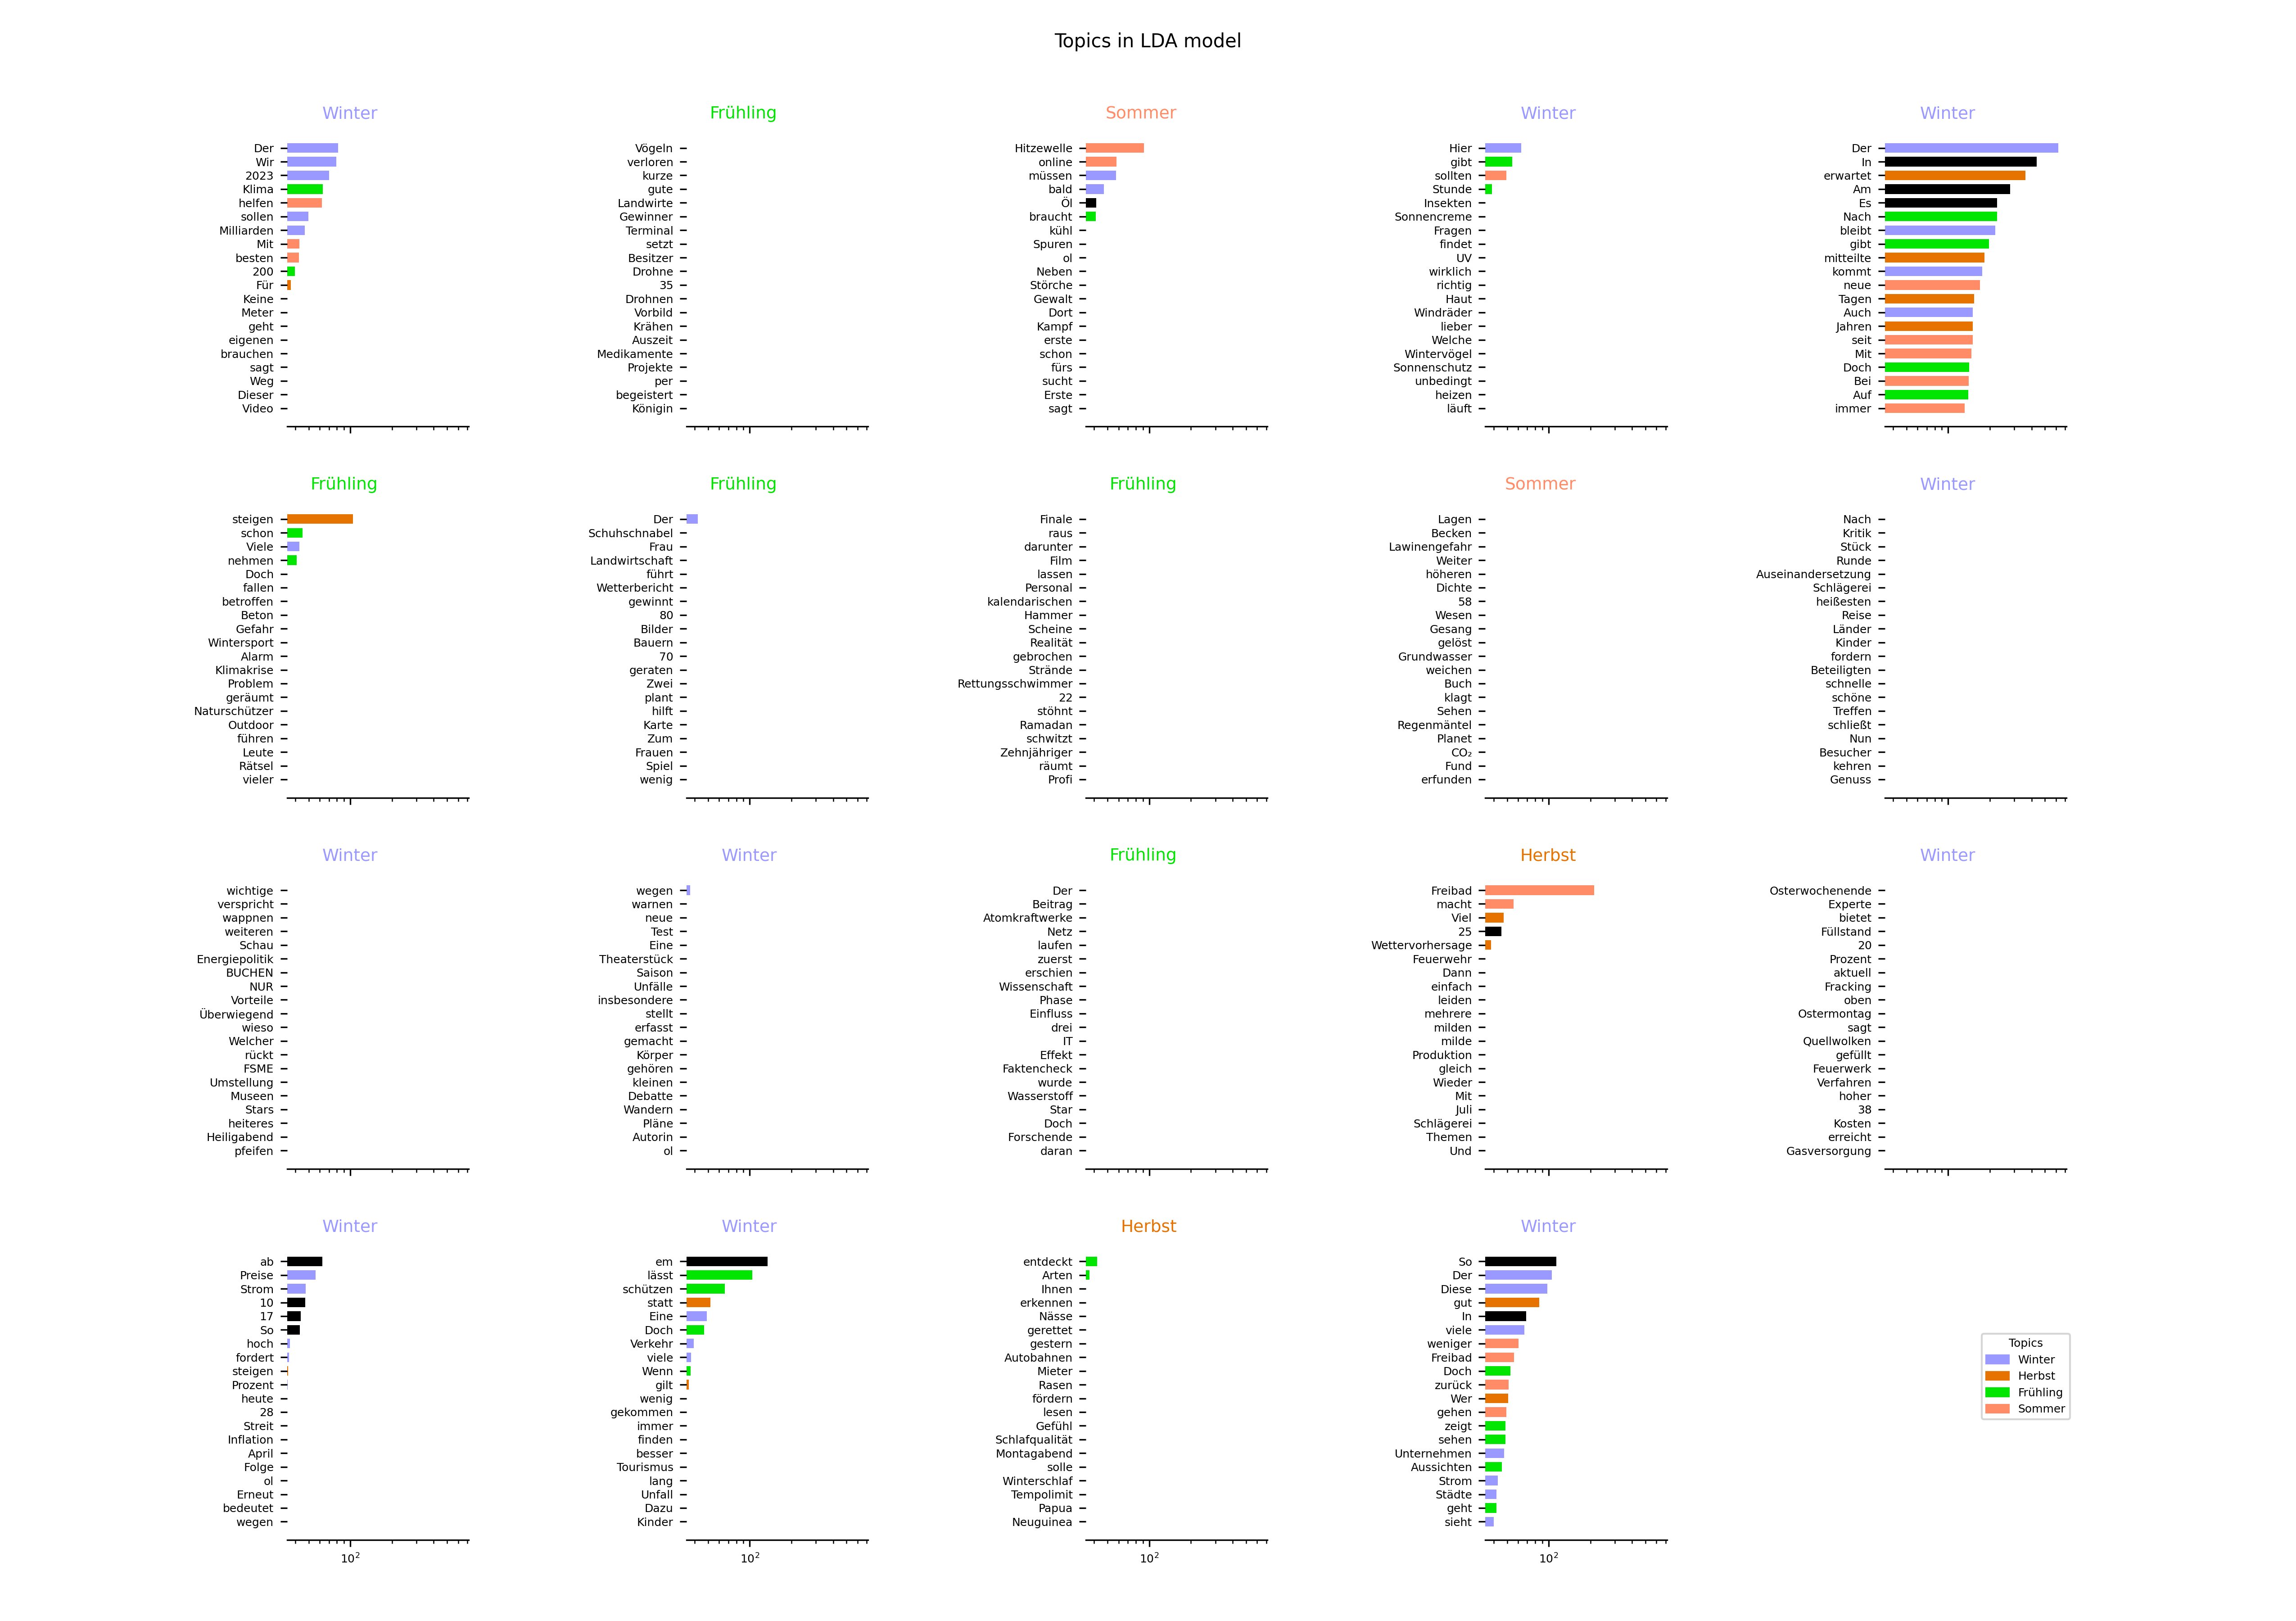 Topics in LDA model
Winter
Der
Wir
2023
Klima
helfen
sollen
Milliarden
Mit
besten
200
Für
Keine
Meter
geht
eigenen
brauchen
sagt
Weg
Dieser
Video
Frühling
Vögeln
verloren
kurze
gute
Landwirte
Gewinner
Terminal
setzt
Besitzer
Drohne
35
Drohnen
Vorbild
Krähen
Auszeit
Medikamente
Projekte
per
begeistert
Königin
Sommer
Hitzewelle
online
müssen
bald
Öl
braucht
kühl
Spuren
ol
Neben
Störche
Gewalt
Dort
Kampf
erste
schon
fürs
sucht
Erste
sagt
Winter
Hier
gibt
sollten
Stunde
Insekten
Sonnencreme
Fragen
findet
UV
wirklich
richtig
Haut
Windräder
lieber
Welche
Wintervögel
Sonnenschutz
unbedingt
heizen
läuft
Winter
Der
In
erwartet
Am
Es
Nach
bleibt
gibt
mitteilte
kommt
neue
Tagen
Auch
Jahren
seit
Mit
Doch
Bei
Auf
immer
Frühling
steigen
schon
Viele
nehmen
Doch
fallen
betroffen
Beton
Gefahr
Wintersport
Alarm
Klimakrise
Problem
geräumt
Naturschützer
Outdoor
führen
Leute
Rätsel
vieler
Frühling
Der
Schuhschnabel
Frau
Landwirtschaft
führt
Wetterbericht
gewinnt
80
Bilder
Bauern
70
geraten
Zwei
plant
hilft
Karte
Zum
Frauen
Spiel
wenig
Frühling
Finale
raus
darunter
Film
lassen
Personal
kalendarischen
Hammer
Scheine
Realität
gebrochen
Strände
Rettungsschwimmer
22
stöhnt
Ramadan
schwitzt
Zehnjähriger
räumt
Profi
Sommer
Lagen
Becken
Lawinengefahr
Weiter
höheren
Dichte
58
Wesen
Gesang
gelöst
Grundwasser
weichen
Buch
klagt
Sehen
Regenmäntel
Planet
CO₂
Fund
erfunden
Winter
Nach
Kritik
Stück
Runde
Auseinandersetzung
Schlägerei
heißesten
Reise
Länder
Kinder
fordern
Beteiligten
schnelle
schöne
Treffen
schließt
Nun
Besucher
kehren
Genuss
Winter
wichtige
verspricht
wappnen
weiteren
Schau
Energiepolitik
BUCHEN
NUR
Vorteile
Überwiegend
wieso
Welcher
rückt
FSME
Umstellung
Museen
Stars
heiteres
Heiligabend
pfeifen
Winter
wegen
warnen
neue
Test
Eine
Theaterstück
Saison
Unfälle
insbesondere
stellt
erfasst
gemacht
Körper
gehören
kleinen
Debatte
Wandern
Pläne
Autorin
ol
Frühling
Der
Beitrag
Atomkraftwerke
Netz
laufen
zuerst
erschien
Wissenschaft
Phase
Einfluss
drei
IT
Effekt
Faktencheck
wurde
Wasserstoff
Star
Doch
Forschende
daran
Herbst
Freibad
macht
Viel
25
Wettervorhersage
Feuerwehr
Dann
einfach
leiden
mehrere
milden
milde
Produktion
gleich
Wieder
Mit
Juli
Schlägerei
Themen
Und
Winter
Osterwochenende
Experte
bietet
Füllstand
20
Prozent
aktuell
Fracking
oben
Ostermontag
sagt
Quellwolken
gefüllt
Feuerwerk
Verfahren
hoher
38
Kosten
erreicht
Gasversorgung
Winter
ab
Preise
Strom
10
17
So
hoch
fordert
steigen
Prozent
heute
28
Streit
Inflation
April
Folge
ol
Erneut
bedeutet
wegen
10²
Winter
em
lässt
schützen
statt
Eine
Doch
Verkehr
viele
Wenn
gilt
wenig
gekommen
immer
finden
besser
Tourismus
lang
Unfall
Dazu
Kinder
10²
Herbst
entdeckt
Arten
Ihnen
erkennen
Nässe
gerettet
gestern
Autobahnen
Mieter
Rasen
fördern
lesen
Gefühl
Schlafqualität
Montagabend
solle
Winterschlaf
Tempolimit
Papua
Neuguinea
10²
Winter
So
Der
Diese
gut
In
viele
weniger
Freibad
Doch
zurück
Wer
gehen
zeigt
sehen
Unternehmen
Aussichten
Strom
Städte
geht
sieht
10²
Topics
Winter
Herbst
Frühling
Sommer